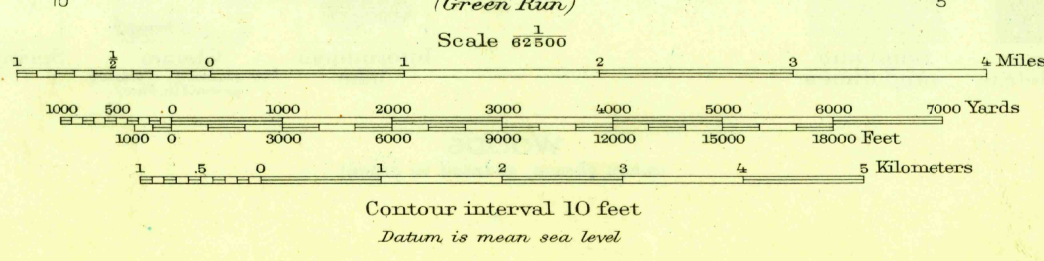 10 (Green Run) 5
Scale 1/62500
1 ½ 0 1 2 3 4 Miles
1000 500 0 1000 2000 3000 4000 5000 6000 7000 Yards
1000 0 3000 6000 9000 12000 15000 18000 Feet
1 .5 0 1 2 3 4 5 Kilometers
Contour interval 10 feet
Datum is mean sea level